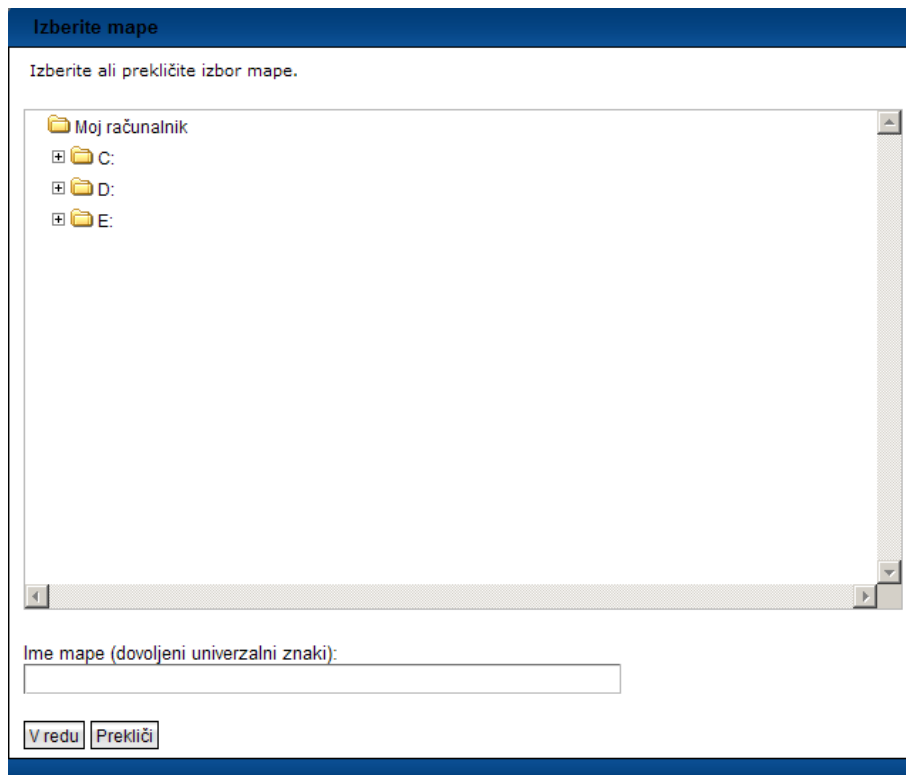 Izberite mape
Izberite ali prekličite izbor mape.
Moj računalnik
C:
D:
E:
Ime mape (dovoljeni univerzalni znaki):
V redu Prekliči